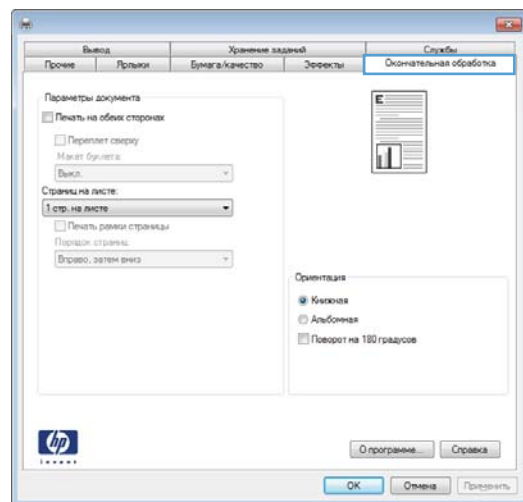 Вывод
Хранение заданий
Службы
Прочие
Ярлыки
Бумага/качество
Эффекты
Окончательная обработка
Параметры документа
Печать на обеих сторонах
Переплет сверху
Макет буклета:
Выкл.
Страниц на листе:
1 стр. на листе
Печать рамки страницы
Порядок страниц:
Вправо, затем вниз
E
Ориентация
Книжная
Альбомная
Поворот на 180 градусов
hp
invent
О программе...
Справка
OK
Отмена
Применить